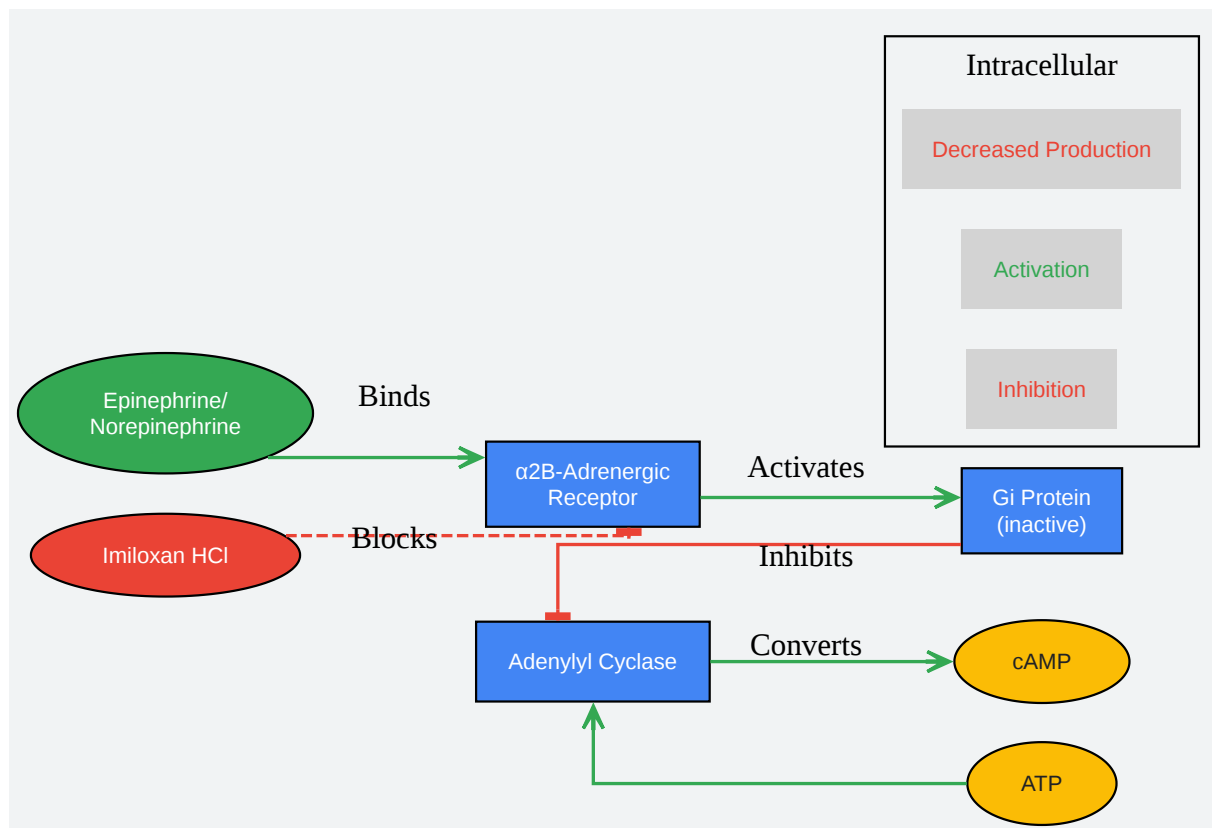 Intracellular
Decreased Production
Activation
Inhibition
Epinephrine/
Norepinephrine
Binds
α2B-Adrenergic
Receptor
Activates
Gi Protein
(inactive)
Imiloxan HCl
Blocks
Inhibits
Adenylyl Cyclase
Converts
cAMP
ATP